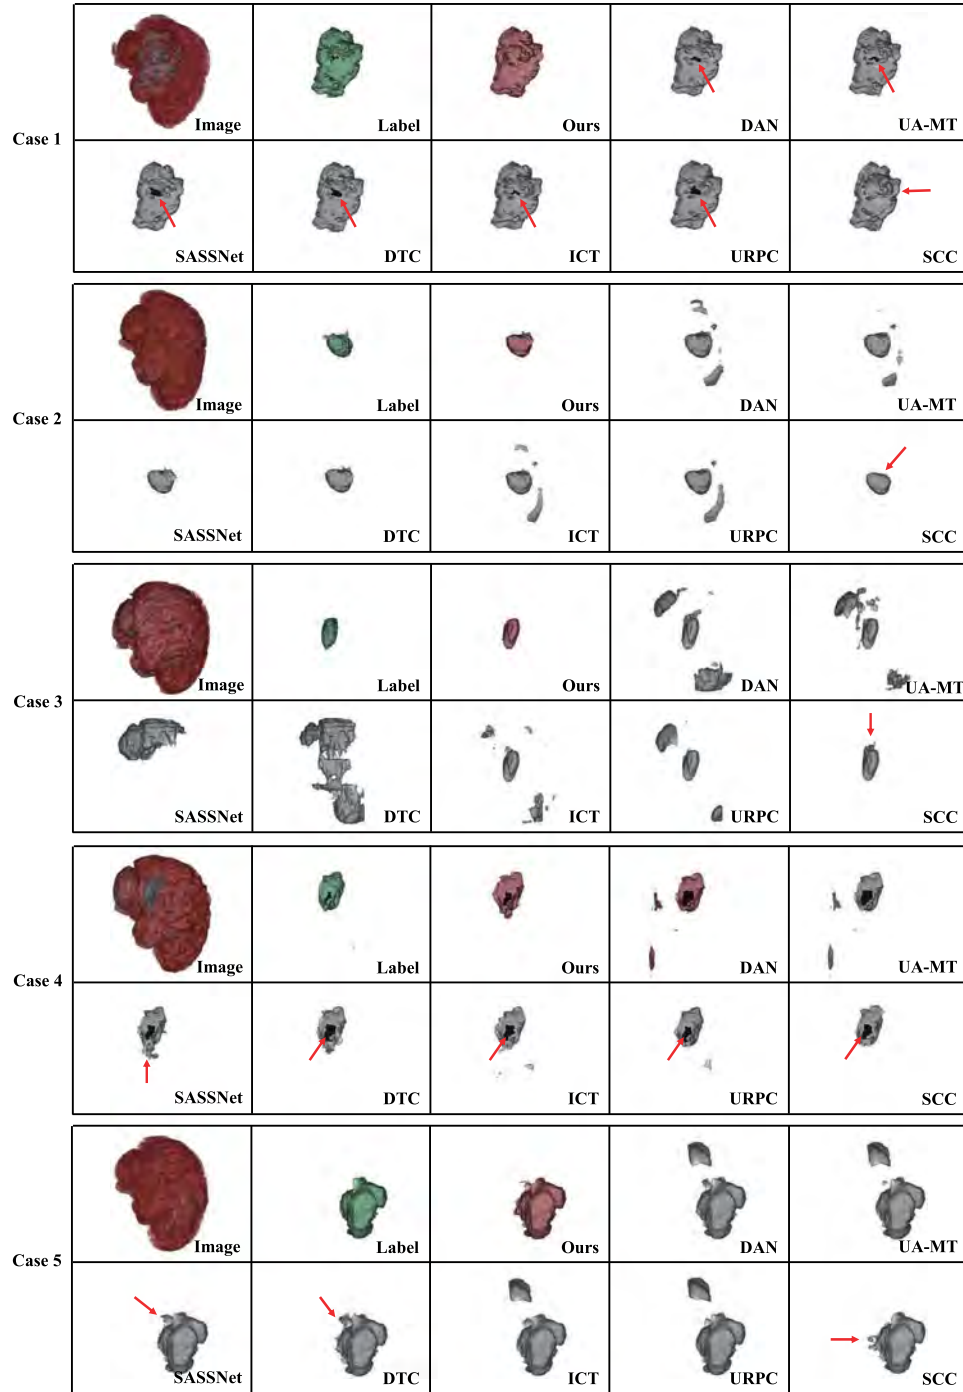 Case 1
Image Label Ours DAN UA-MT
SASSNet DTC ICT URPC SCC
Case 2
Image Label Ours DAN UA-MT
SASSNet DTC ICT URPC SCC
Case 3
Image Label Ours DAN UA-MT
SASSNet DTC ICT URPC SCC
Case 4
Image Label Ours DAN UA-MT
SASSNet DTC ICT URPC SCC
Case 5
Image Label Ours DAN UA-MT
SASSNet DTC ICT URPC SCC